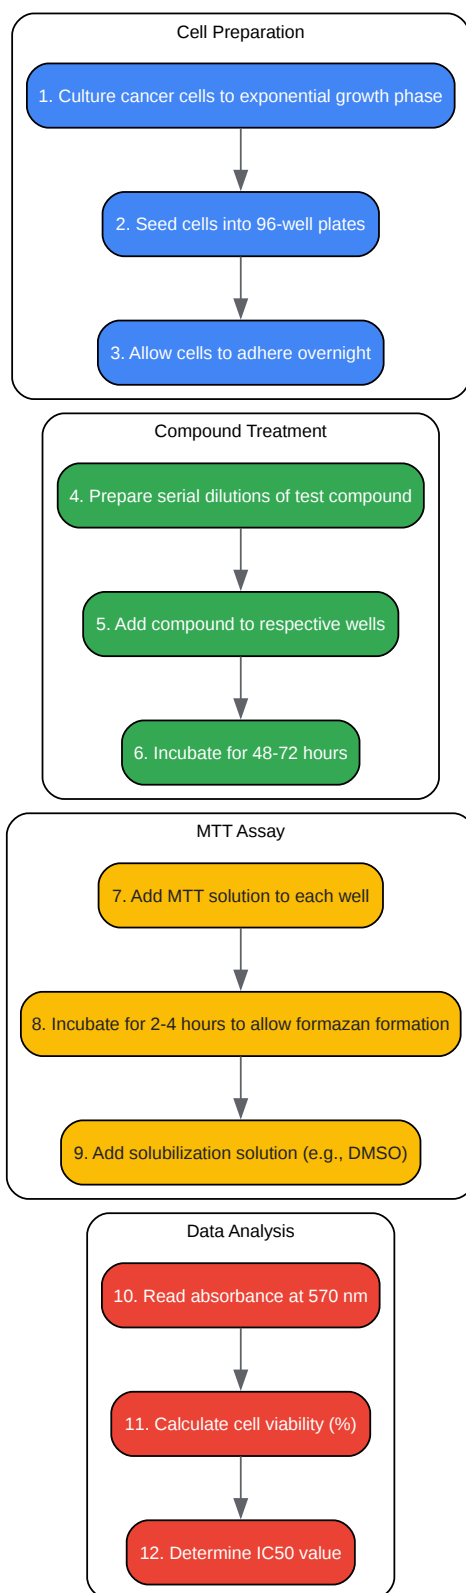 Cell Preparation
1. Culture cancer cells to exponential growth phase
2. Seed cells into 96-well plates
3. Allow cells to adhere overnight
Compound Treatment
4. Prepare serial dilutions of test compound
5. Add compound to respective wells
6. Incubate for 48-72 hours
MTT Assay
7. Add MTT solution to each well
8. Incubate for 2-4 hours to allow formazan formation
9. Add solubilization solution (e.g., DMSO)
Data Analysis
10. Read absorbance at 570 nm
11. Calculate cell viability (%)
12. Determine IC50 value